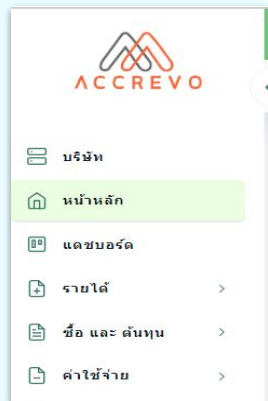 ACCREVO
บริษัท
หน้าหลัก
แดชบอร์ด
รายได้
ซื้อ และ ต้นทุน
ค่าใช้จ่าย